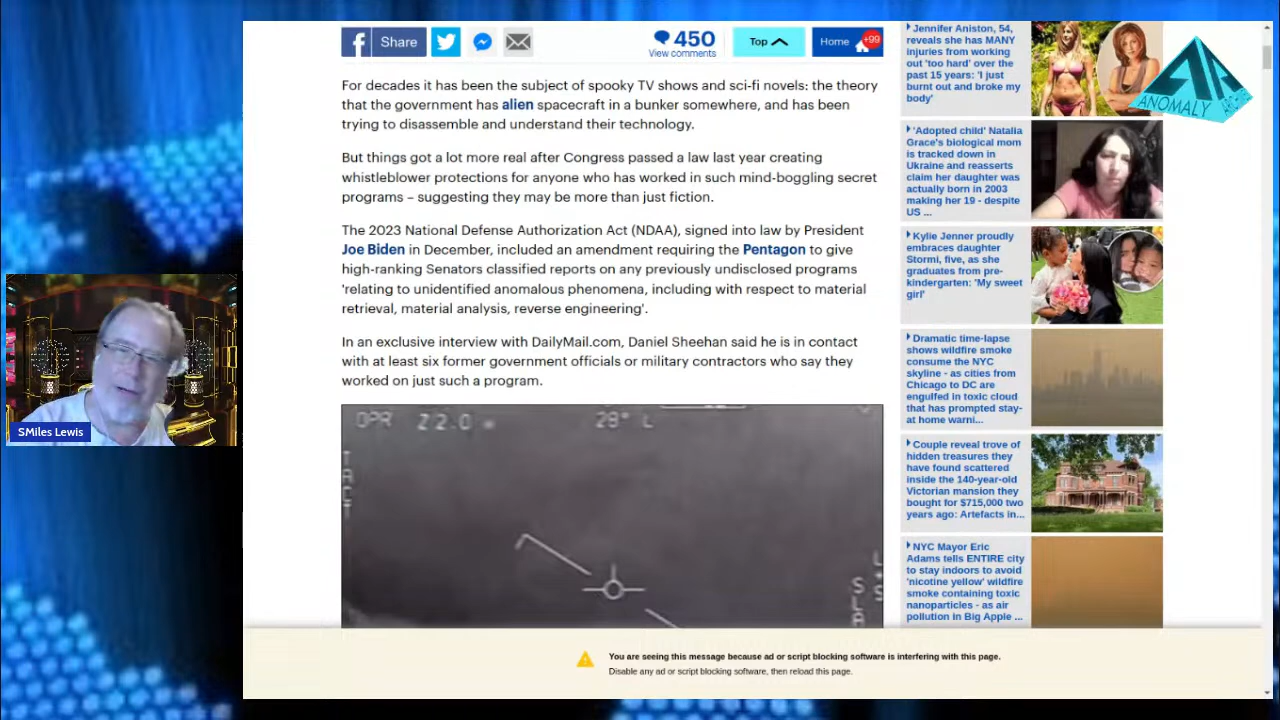 Share
450
View comments
Top
Home
+99
For decades it has been the subject of spooky TV shows and sci-fi novels: the theory
that the government has alien spacecraft in a bunker somewhere, and has been
trying to disassemble and understand their technology.
But things got a lot more real after Congress passed a law last year creating
whistleblower protections for anyone who has worked in such mind-boggling secret
programs – suggesting they may be more than just fiction.
The 2023 National Defense Authorization Act (NDAA), signed into law by President
Joe Biden in December, included an amendment requiring the Pentagon to give
high-ranking Senators classified reports on any previously undisclosed programs
'relating to unidentified anomalous phenomena, including with respect to material
retrieval, material analysis, reverse engineering'.
In an exclusive interview with DailyMail.com, Daniel Sheehan said he is in contact
with at least six former government officials or military contractors who say they
worked on just such a program.
OPR Z 2.0
28° L
TACT
Jennifer Aniston, 54,
reveals she has MANY
injuries from working
out 'too hard' over the
past 15 years: 'I just
burnt out and broke my
body'
'Adopted child' Natalia
Grace's biological mom
is tracked down in
Ukraine and reasserts
claim her daughter was
actually born in 2003
making her 19 - despite
US ...
Kylie Jenner proudly
embraces daughter
Stormi, five, as she
graduates from pre-
kindergarten: 'My sweet
girl'
Dramatic time-lapse
shows wildfire smoke
consume the NYC
skyline - as cities from
Chicago to DC are
engulfed in toxic cloud
that has prompted stay-
at home warni...
Couple reveal trove of
hidden treasures they
have found scattered
inside the 140-year-old
Victorian mansion they
bought for $715,000 two
years ago: Artefacts in...
NYC Mayor Eric
Adams tells ENTIRE city
to stay indoors to avoid
'nicotine yellow' wildfire
smoke containing toxic
nanoparticles - as air
pollution in Big Apple ...
ANOMALY
SMiles Lewis
You are seeing this message because ad or script blocking software is interfering with this page.
Disable any ad or script blocking software, then reload this page.